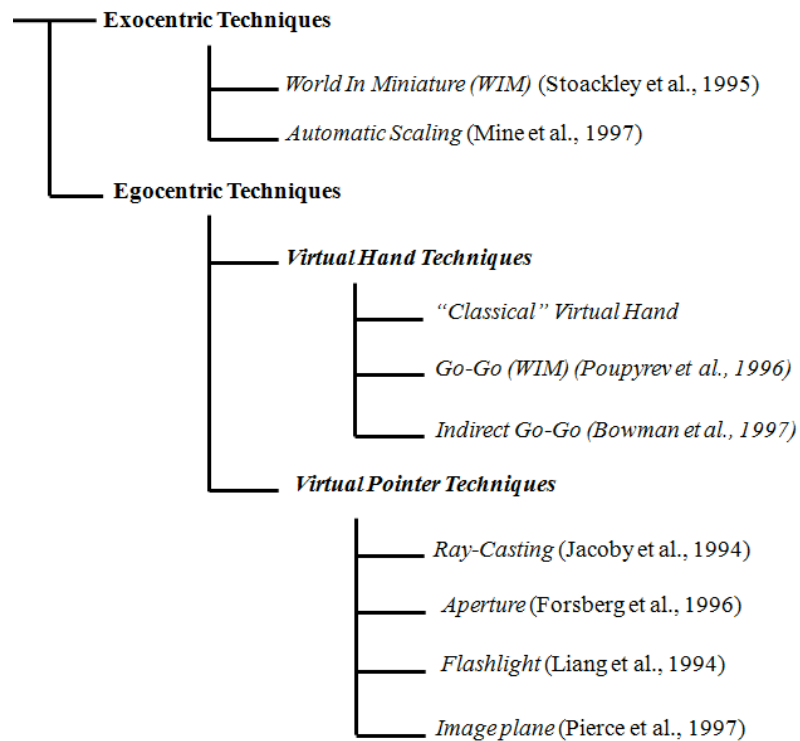 Exocentric Techniques
World In Miniature (WIM) (Stoackley et al., 1995)
Automatic Scaling (Mine et al., 1997)
Egocentric Techniques
Virtual Hand Techniques
“Classical” Virtual Hand
Go-Go (WIM) (Poupyrev et al., 1996)
Indirect Go-Go (Bowman et al., 1997)
Virtual Pointer Techniques
Ray-Casting (Jacoby et al., 1994)
Aperture (Forsberg et al., 1996)
Flashlight (Liang et al., 1994)
Image plane (Pierce et al., 1997)